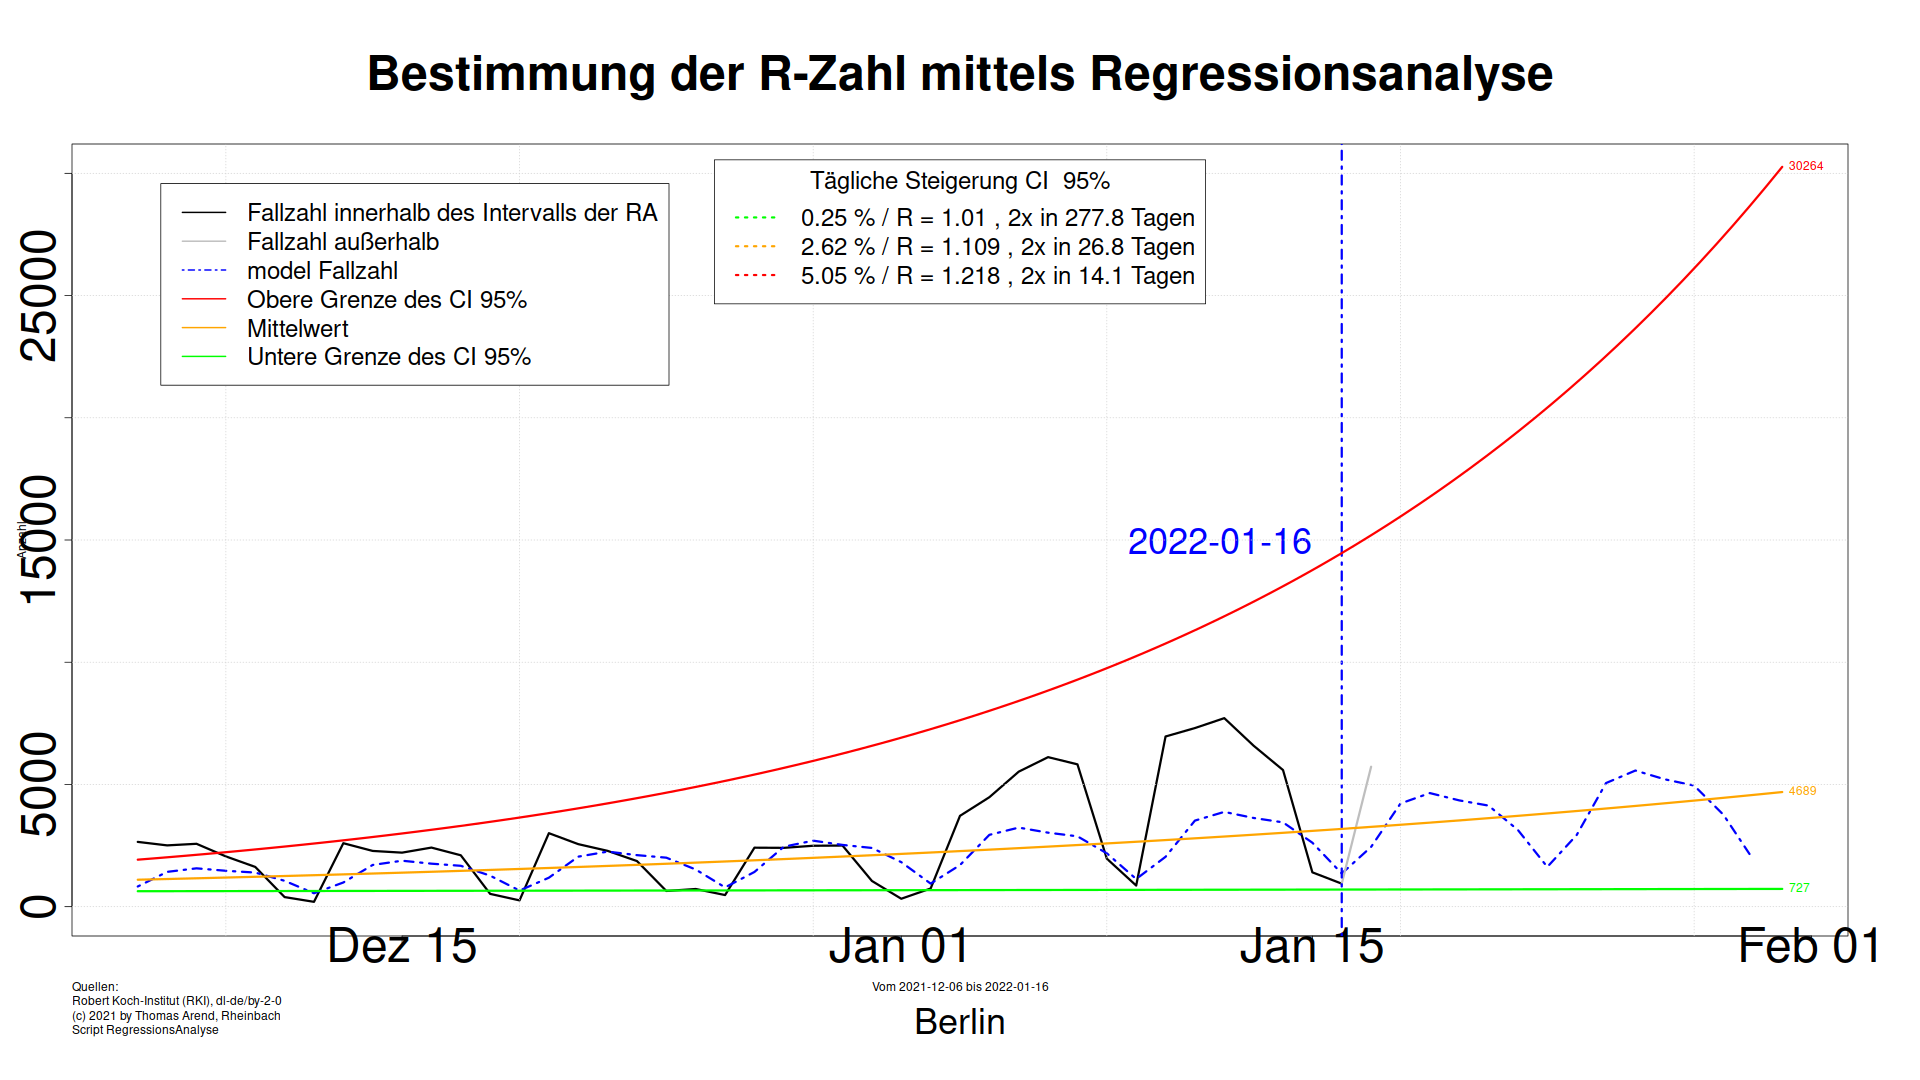 Bestimmung der R-Zahl mittels Regressionsanalyse
Fallzahl innerhalb des Intervalls der RA
Fallzahl außerhalb
model Fallzahl
Obere Grenze des CI 95%
Mittelwert
Untere Grenze des CI 95%
Tägliche Steigerung CI 95%
0.25 % / R = 1.01 , 2x in 277.8 Tagen
2.62 % / R = 1.109 , 2x in 26.8 Tagen
5.05 % / R = 1.218 , 2x in 14.1 Tagen
30264
25000
15000
5000
0
Anzahl
2022-01-16
4689
727
Dez 15
Jan 01
Jan 15
Feb 01
Quellen:
Robert Koch-Institut (RKI), dl-de/by-2-0
(c) 2021 by Thomas Arend, Rheinbach
Script RegressionsAnalyse
Vom 2021-12-06 bis 2022-01-16
Berlin